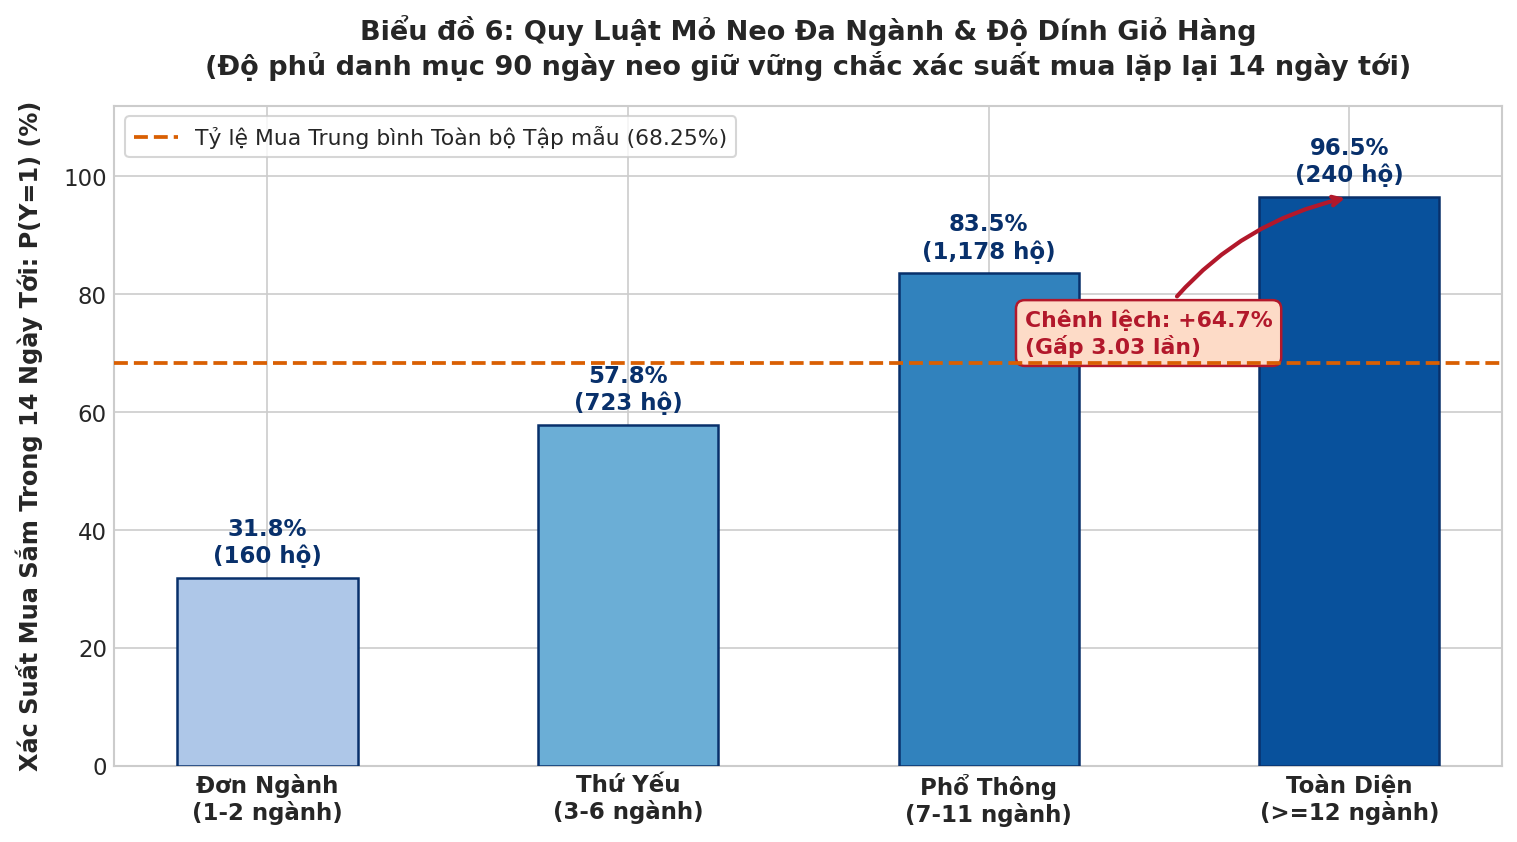 Biểu đồ 6: Quy Luật Mỏ Neo Đa Ngành & Độ Dính Giỏ Hàng
(Độ phủ danh mục 90 ngày neo giữ vững chắc xác suất mua lặp lại 14 ngày tới)
Xác Suất Mua Sắm Trong 14 Ngày Tới: P(Y=1) (%)
Tỷ lệ Mua Trung bình Toàn bộ Tập mẫu (68.25%)
100
80
60
40
20
0
31.8%
(160 hộ)
57.8%
(723 hộ)
83.5%
(1,178 hộ)
96.5%
(240 hộ)
Chênh lệch: +64.7%
(Gấp 3.03 lần)
Đơn Ngành
(1-2 ngành)
Thứ Yếu
(3-6 ngành)
Phổ Thông
(7-11 ngành)
Toàn Diện
(>=12 ngành)